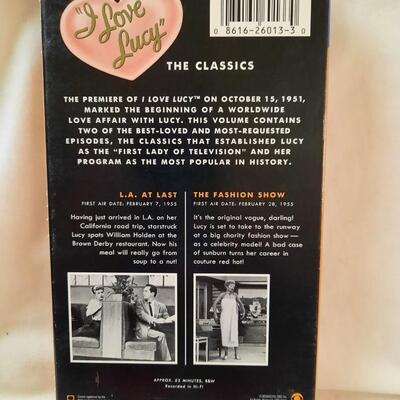 "I Love
Lucy"
0 8616-26013-3 0
THE CLASSICS
THE PREMIERE OF I LOVE LUCY™ ON OCTOBER 15, 1951,
MARKED THE BEGINNING OF A WORLDWIDE
LOVE AFFAIR WITH LUCY. THIS VOLUME CONTAINS
TWO OF THE BEST-LOVED AND MOST-REQUESTED
EPISODES, THE CLASSICS THAT ESTABLISHED LUCY
AS THE "FIRST LADY OF TELEVISION" AND HER
PROGRAM AS THE MOST POPULAR IN HISTORY.
L.A. AT LAST
FIRST AIR DATE: FEBRUARY 7, 1955
Having just arrived in L.A. on her
California road trip, starstruck
Lucy spots William Holden at the
Brown Derby restaurant. Now his
meal will really go from
soup to a nut!
THE FASHION SHOW
FIRST AIR DATE: FEBRUARY 28, 1955
It's the original vogue, darling!
Lucy is set to take to the runway
at a big charity fashion show —
as a celebrity model! A bad case
of sunburn turns her career in
couture red hot!
APPROX. 52 MINUTES, B&W
Recorded in Hi-Fi